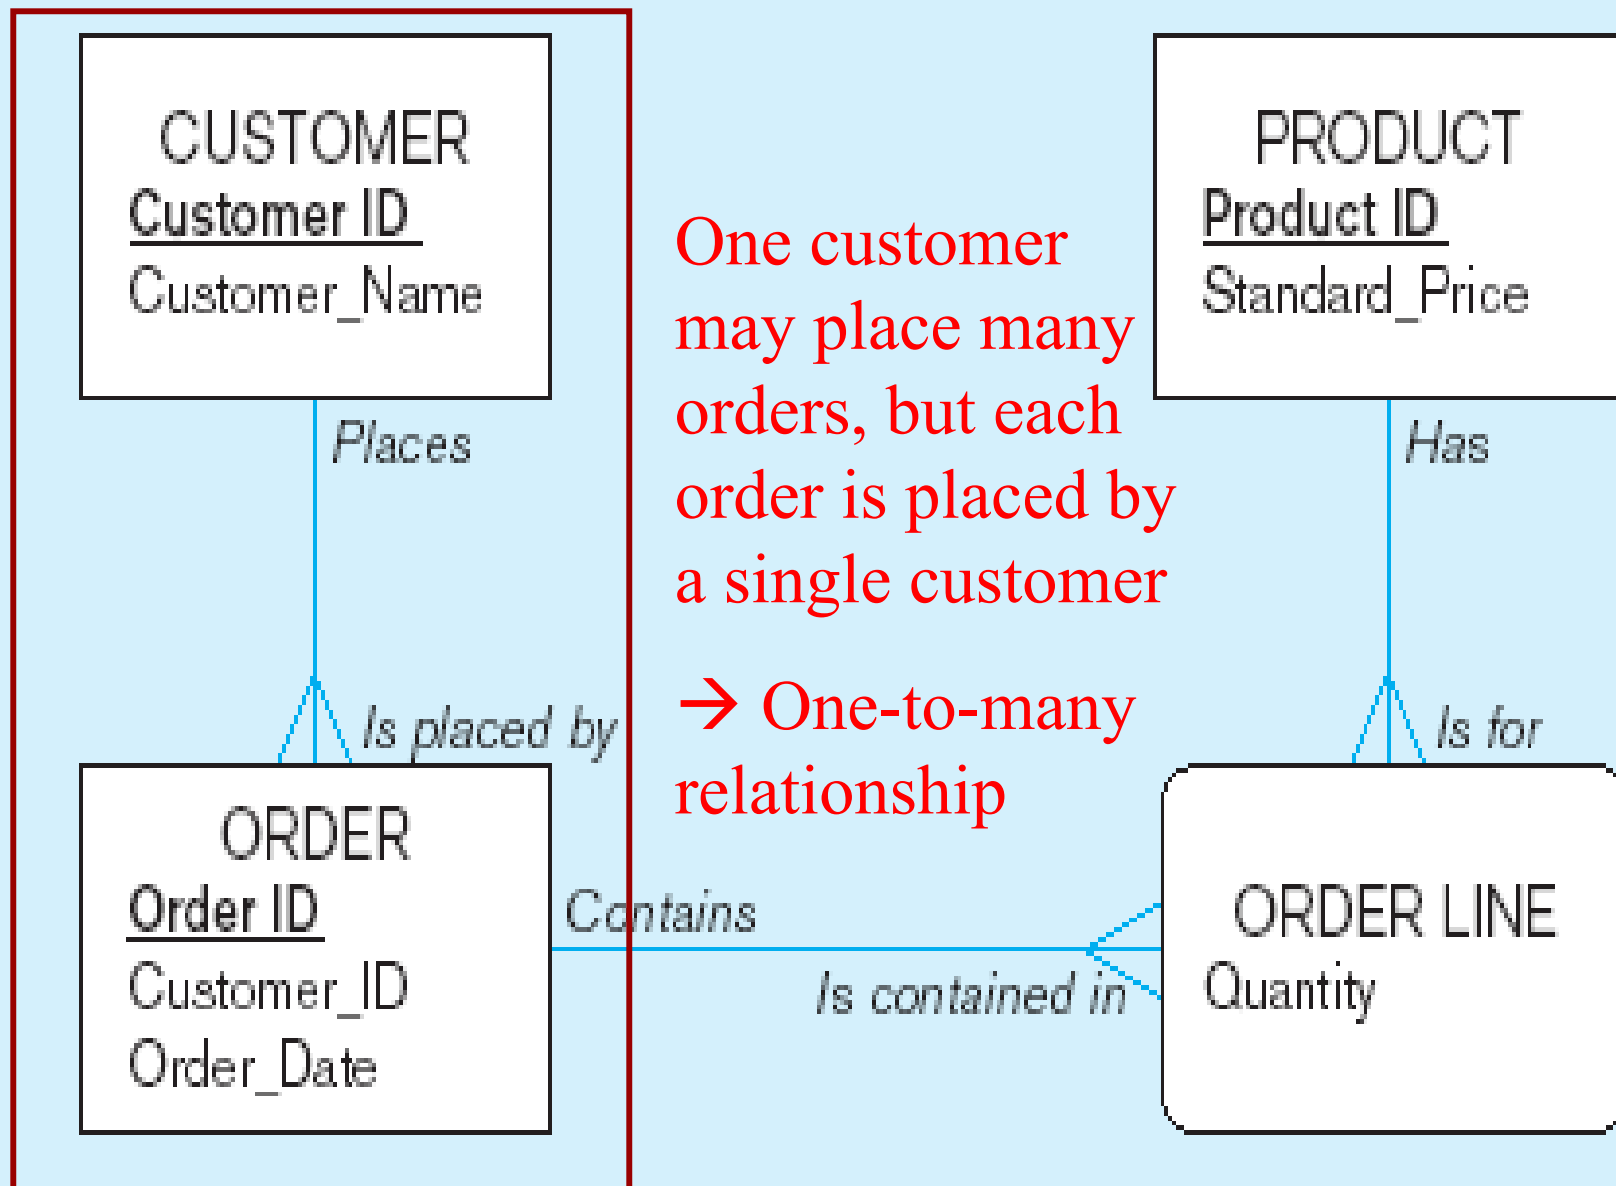 CUSTOMER
Customer ID
Customer_Name
Places
Is placed by
ORDER
Order ID
Customer_ID
Order_Date
One customer
may place many
orders, but each
order is placed by
a single customer
→ One-to-many
relationship
Contains
Is contained in
PRODUCT
Product ID
Standard_Price
Has
Is for
ORDER LINE
Quantity